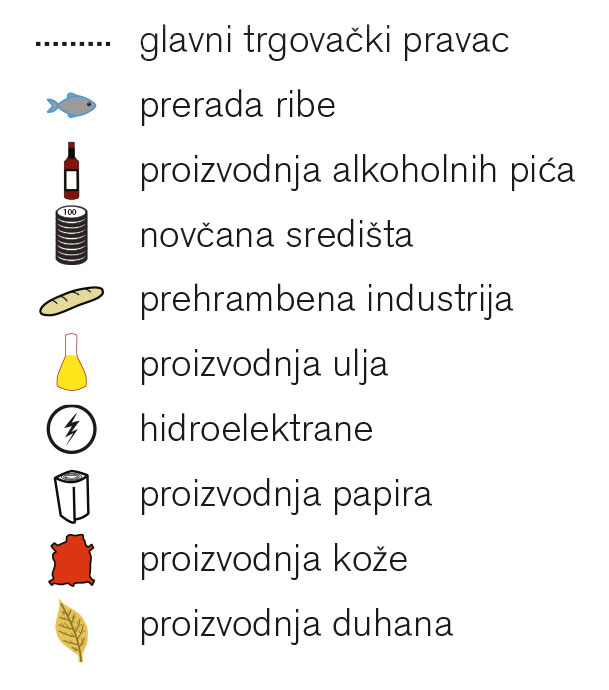 glavni trgovački pravac
prerada ribe
proizvodnja alkoholnih pića
100
novčana središta
prehrambena industrija
proizvodnja ulja
hidroelektrane
proizvodnja papira
proizvodnja kože
proizvodnja duhana